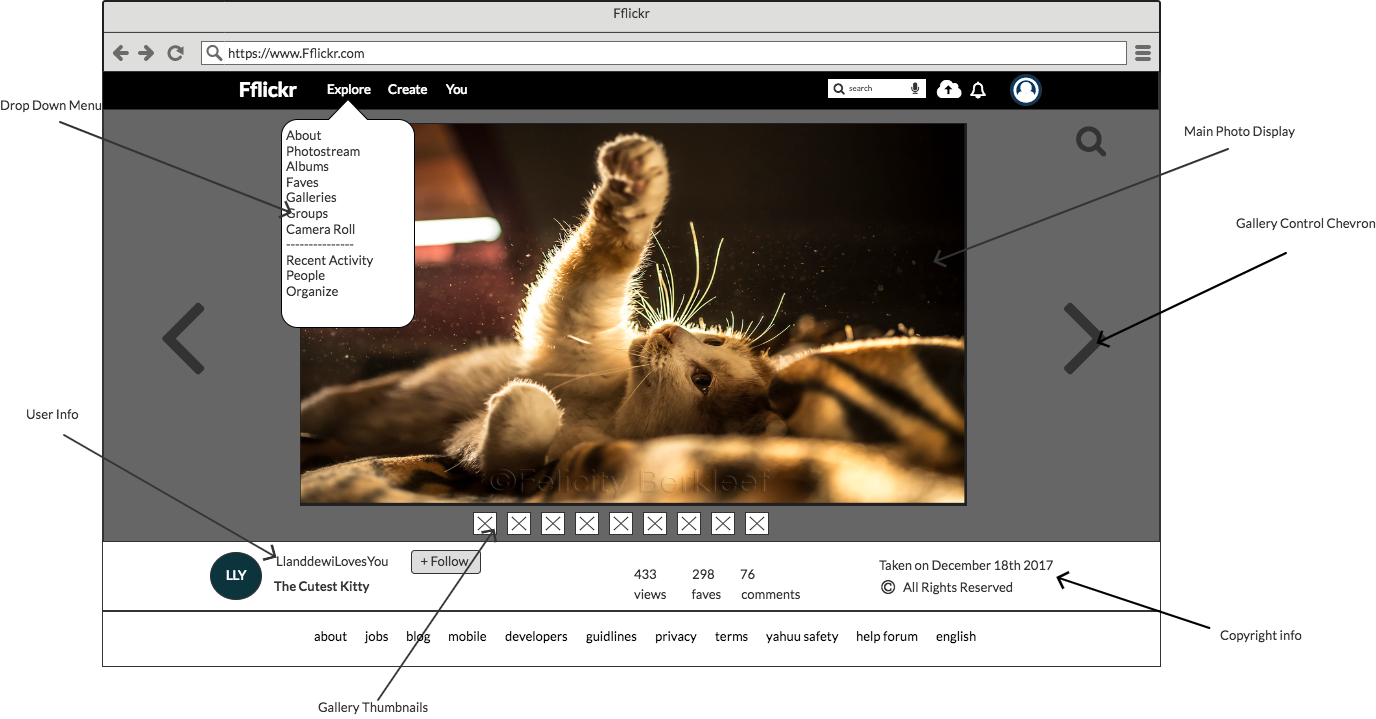 Fflickr
https://www.Fflickr.com
Fflickr Explore Create You search
Drop Down Menu
About
Photostream
Albums
Faves
Galleries
Groups
Camera Roll
---------------
Recent Activity
People
Organize
Main Photo Display
Gallery Control Chevron
User Info
©Felicity Berkleef
LLY
LlanddewiLovesYou
+ Follow
The Cutest Kitty
433 298 76
views faves comments
Taken on December 18th 2017
© All Rights Reserved
Copyright info
about jobs blog mobile developers guidlines privacy terms yahuu safety help forum english
Gallery Thumbnails